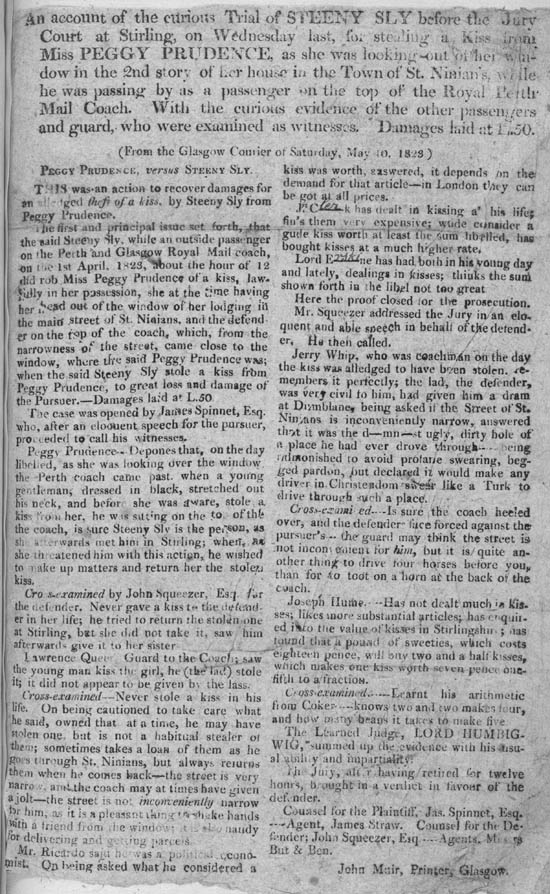 An account of the curious Trial of STEENY SLY before the Jury
Court at Stirling, on Wednesday last, for stealing a Kiss from
Miss PEGGY PRUDENCE, as she was looking out of her win-
dow in the 2nd story of her house in the Town of St. Ninian's, while
he was passing by as a passenger on the top of the Royal Perth
Mail Coach. With the curious evidence of the other passengers
and guard, who were examined as witnesses. Damages laid at L.50.
(From the Glasgow Courier of Saturday, May 10, 1823)
PEGGY PRUDENCE, versus STEENY SLY.
THIS was an action to recover damages for
an alledged theft of a kiss, by Steeny Sly from
Peggy Prudence.
The first and principal issue set forth, that
the said Steeny Sly, while an outside passenger
on the Perth and Glasgow Royal Mail coach,
on the 1st April, 1823, about the hour of 12
did rob Miss Peggy Prudence of a kiss, law-
fully in her possession, she at the time having
her head out of the window of her lodging in
the main street of St. Ninians, and the defend-
er on the top of the coach, which, from the
narrowness of the street, came close to the
window, where the said Peggy Prudence was;
when the said Steeny Sly stole a kiss from
Peggy Prudence, to great loss and damage of
the Pursuer.—Damages laid at L.50
The case was opened by James Spinnet, Esq.
who, after an eloquent speech for the pursuer,
proceeded to call his witnesses.
Peggy Prudence--Depones that, on the day
libelled, as she was looking over the window
the Perth coach came past. when a young
gentleman, dressed in black, stretched out
his neck, and before she was aware, stole a
kiss from her, he was sitting on the top of the
the coach, is sure Steeny Sly is the person, as
she afterwards met him in Stirling; when, as
she threatened him with this action, he wished
to make up matters and return her the stolen
kiss.
Cross-examined by John Squeezer, Esq. for
the defender. Never gave a kiss to the defend-
er in her life; he tried to return the stolen one
at Stirling, but she did not take it, saw him
afterwards give it to her sister
Lawrence Queer, Guard to the Coach; saw
the young man kiss the girl, he (the lad) stole
it; it did not appear to be given by the lass.
Cross-examined—Never stole a kiss in his
life. On being cautioned to take care what
he said, owned that at a time, he may have
stolen one, but is not a habitual stealer of
them; sometimes takes a loan of them as he
goes through St. Ninians, but always returns
them when he comes back—the street is very
narrow, and the coach may at times have given
a jolt—the street is not inconveniently narrow
for him, as it is a pleasant thing to shake hands
with a friend from the window; it is also handy
for delivering and getting parcels.
Mr. Ricardo said he was a political econo-
mist. On being asked what he considered a
kiss was worth, answered, it depends on the
demand for that article—in London they can
be got at all prices.
k has dealt in kissing a' his life;
fin's them very expensive; wude consider a
gude kiss worth at least the sum libelled, has
bought kisses at a much higher rate.
Lord ne has had both in his young day
and lately, dealings in kisses; thinks the sum
shown forth in the libel not too great
Here the proof closed for the prosecution.
Mr. Squeezer addressed the Jury in an elo-
quent and able speech in behalf of the defend-
er. He then called.
Jerry Whip, who was coachman on the day
the kiss was alledged to have been stolen, re-
members it perfectly; the lad, the defender,
was very civil to him, had given him a dram
at Dumblane, being asked if the Street of St.
Ninians is inconveniently narrow, answered
that it was the d—mn—st ugly, dirty hole of
a place he had ever drove through—being
admonished to avoid profane swearing, beg-
ged pardon, but declared it would make any
driver in Christendom swear like a Turk to
drive through such a place.
Cross-examined—Is sure the coach heeled
over, and the defender's face forced against the
pursuer's—the guard may think the street is
not inconvenient for him, but it is quite an-
other thing to drive four horses before you,
than for to toot on a horn at the back of the
coach.
Joseph Hume.—Has not dealt much in kis-
ses; likes more substantial articles; has enquir-
ed into the value of kisses in Stirlingshire; has
found that a pound of sweeties, which costs
eighteen pence, will buy two and a half kisses,
which makes one kiss worth seven pence one-
fifth to a fraction.
Cross-examined.—Learnt his arithmetic
from Coker—knows two and two makes four,
and how many beans it takes to make five
The Learned Judge, LORD HUMBIG-
WIG, summed up the evidence with his usu-
al ability and impartiality.
The Jury, after having retired for twelve
hours, brought in a verdict in favour of the
defender.
Counsel for the Plaintiff, Jas. Spinnet, Esq.
—Agent, James Straw. Counsel for the De-
fender; John Squeezer, Esq—Agents,
But & Ben.
John Muir, Printer, Glasgow.